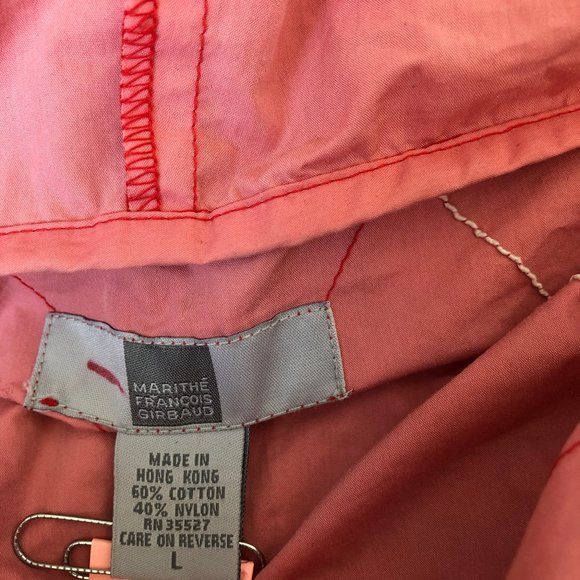 MARITHÉ
FRANÇOIS
GIRBAUD
MADE IN
HONG KONG
60% COTTON
40% NYLON
RN 35527
CARE ON REVERSE
L